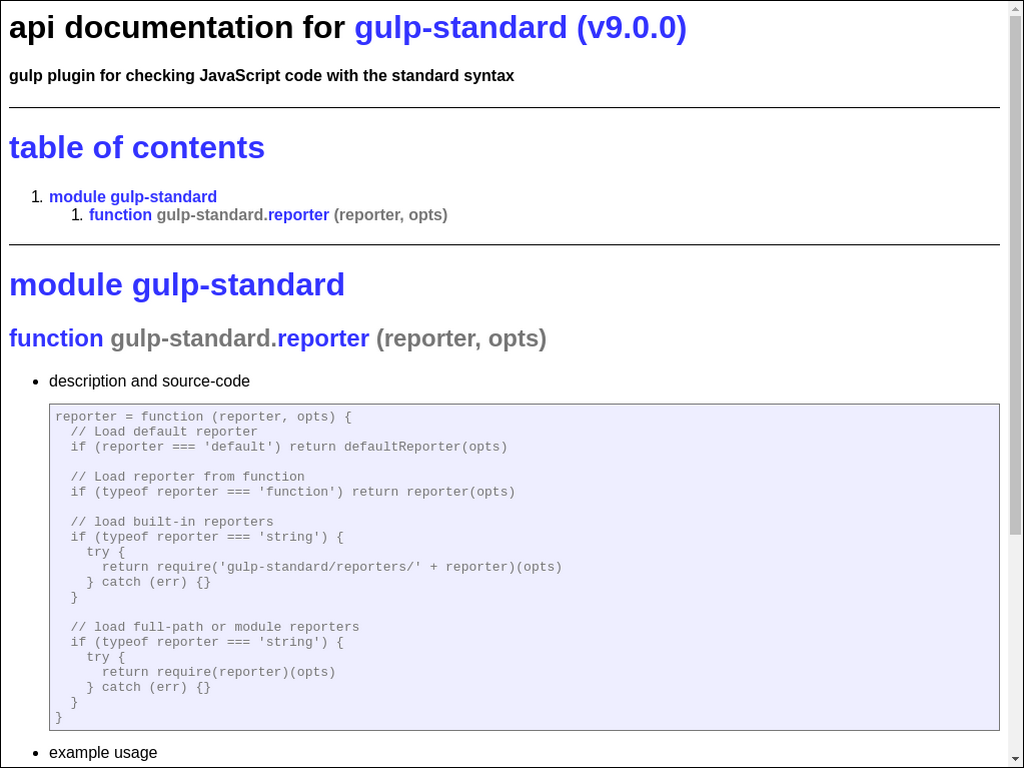 api documentation for gulp-standard (v9.0.0)
gulp plugin for checking JavaScript code with the standard syntax
table of contents
1. module gulp-standard
1. function gulp-standard.reporter (reporter, opts)
module gulp-standard
function gulp-standard.reporter (reporter, opts)
• description and source-code
reporter = function (reporter, opts) {
  // Load default reporter
  if (reporter === 'default') return defaultReporter(opts)

  // Load reporter from function
  if (typeof reporter === 'function') return reporter(opts)

  // load built-in reporters
  if (typeof reporter === 'string') {
    try {
      return require('gulp-standard/reporters/' + reporter)(opts)
    } catch (err) {}
  }

  // load full-path or module reporters
  if (typeof reporter === 'string') {
    try {
      return require(reporter)(opts)
    } catch (err) {}
  }
}
• example usage